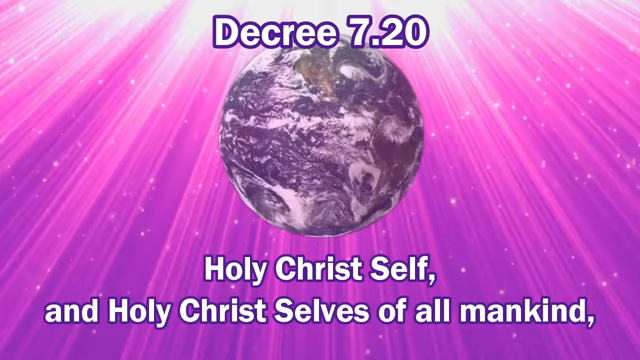 Decree 7.20
Holy Christ Self,
and Holy Christ Selves of all mankind,